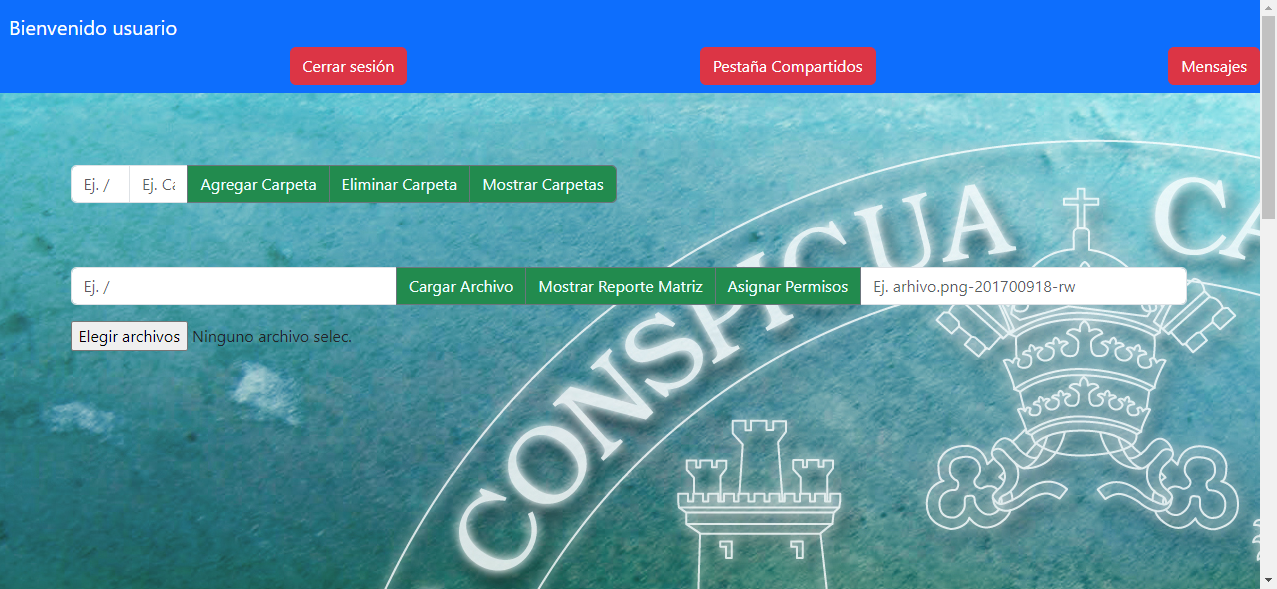 Bienvenido usuario
Cerrar sesión Pestaña Compartidos Mensajes
Ej. / Ej. Ca Agregar Carpeta Eliminar Carpeta Mostrar Carpetas
Ej. / Cargar Archivo Mostrar Reporte Matriz Asignar Permisos Ej. arhivo.png-201700918-rw
Elegir archivos Ninguno archivo selec.
CONSPICUA CA